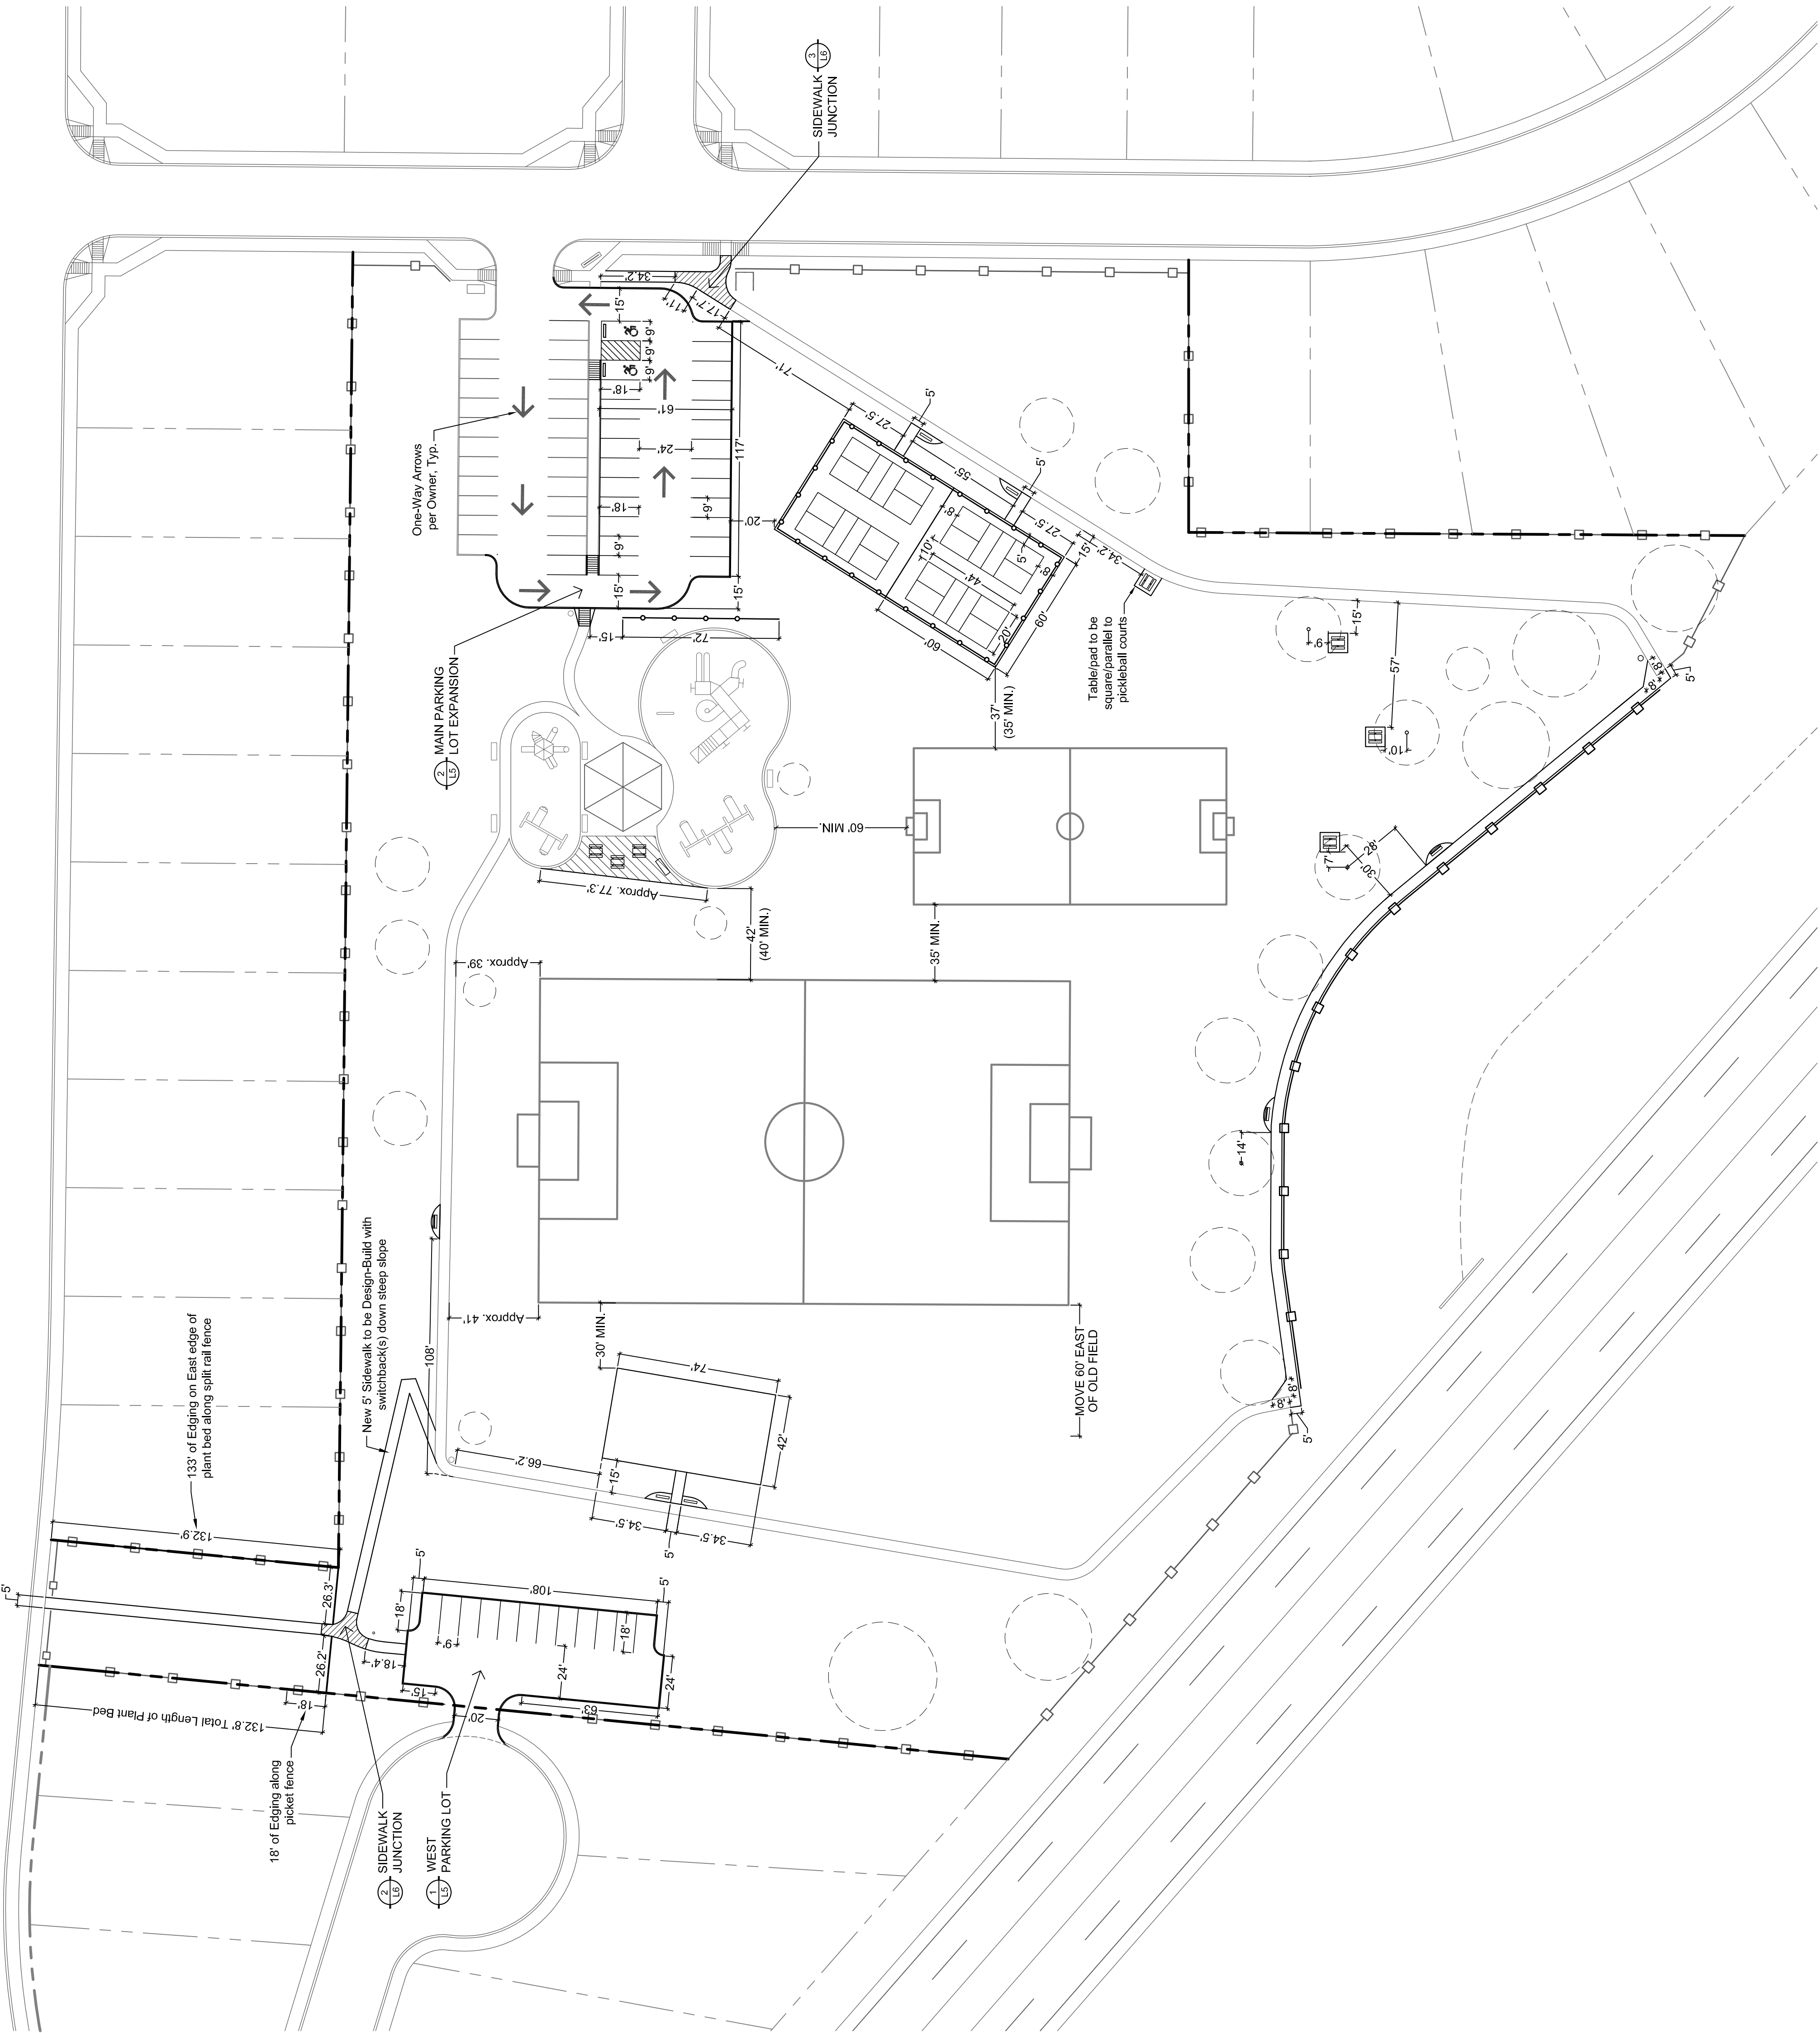 3
L6
SIDEWALK
JUNCTION
One-Way Arrows
per Owner, Typ.
34.2'
11'
17.7'
15'
9'
9'
9'
18'
61'
24'
117'
18'
9'
9'
20'
15'
15'
2
L5
MAIN PARKING
LOT EXPANSION
15'
72'
71'
27.5'
5'
55'
5'
8'
27.5'
10'
5'
8'
44'
20'
15'
34.2'
60'
60'
Table/pad to be
square/parallel to
pickleball courts
37'
(35' MIN.)
15'
9'
57'
10'
8'
8'
5'
60' MIN.
7'
28'
30'
Approx. 77.3'
42'
(40' MIN.)
35' MIN.
Approx. 39'
14'
Approx. 41'
30' MIN.
MOVE 60' EAST
OF OLD FIELD
8'
8'
5'
108'
New 5' Sidewalk to be Design-Build with
switchback(s) down steep slope
133' of Edging on East edge of
plant bed along split rail fence
66.2'
74'
42'
15'
34.5'
34.5'
5'
132.9'
5'
26.3'
26.2'
5'
18'
108'
5'
9'
18'
18.4'
24'
24'
15'
20'
63'
18'
132.8' Total Length of Plant Bed
18' of Edging along
picket fence
2
L6
SIDEWALK
JUNCTION
1
L5
WEST
PARKING LOT